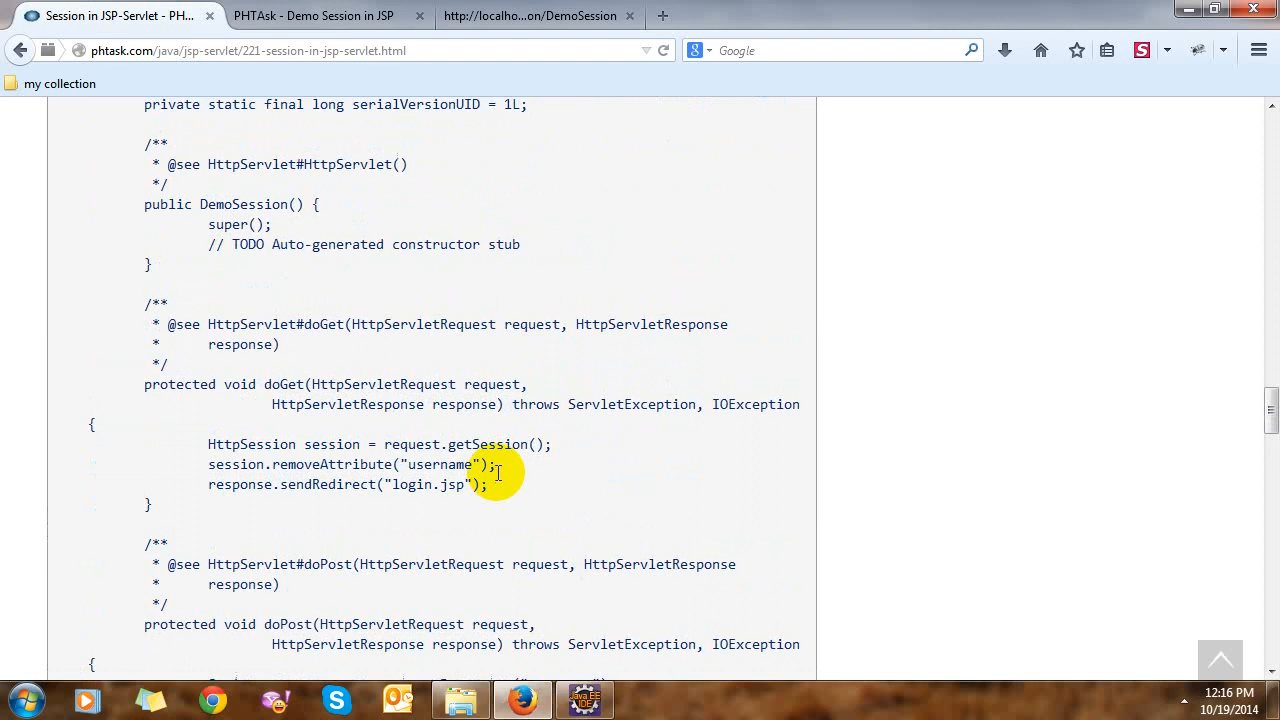 Session in JSP-Servlet - PH...
PHTAsk - Demo Session in JSP
http://localho...on/DemoSession
phtask.com/java/jsp-servlet/221-session-in-jsp-servlet.html
Google
my collection
private static final long serialVersionUID = 1L;
/**
* @see HttpServlet#HttpServlet()
*/
public DemoSession() {
super();
// TODO Auto-generated constructor stub
}
/**
* @see HttpServlet#doGet(HttpServletRequest request, HttpServletResponse
* response)
*/
protected void doGet(HttpServletRequest request,
HttpServletResponse response) throws ServletException, IOException
{
HttpSession session = request.getSession();
session.removeAttribute("username");
response.sendRedirect("login.jsp");
}
/**
* @see HttpServlet#doPost(HttpServletRequest request, HttpServletResponse
* response)
*/
protected void doPost(HttpServletRequest request,
HttpServletResponse response) throws ServletException, IOException
{
Java EE
IDE
12:16 PM
10/19/2014